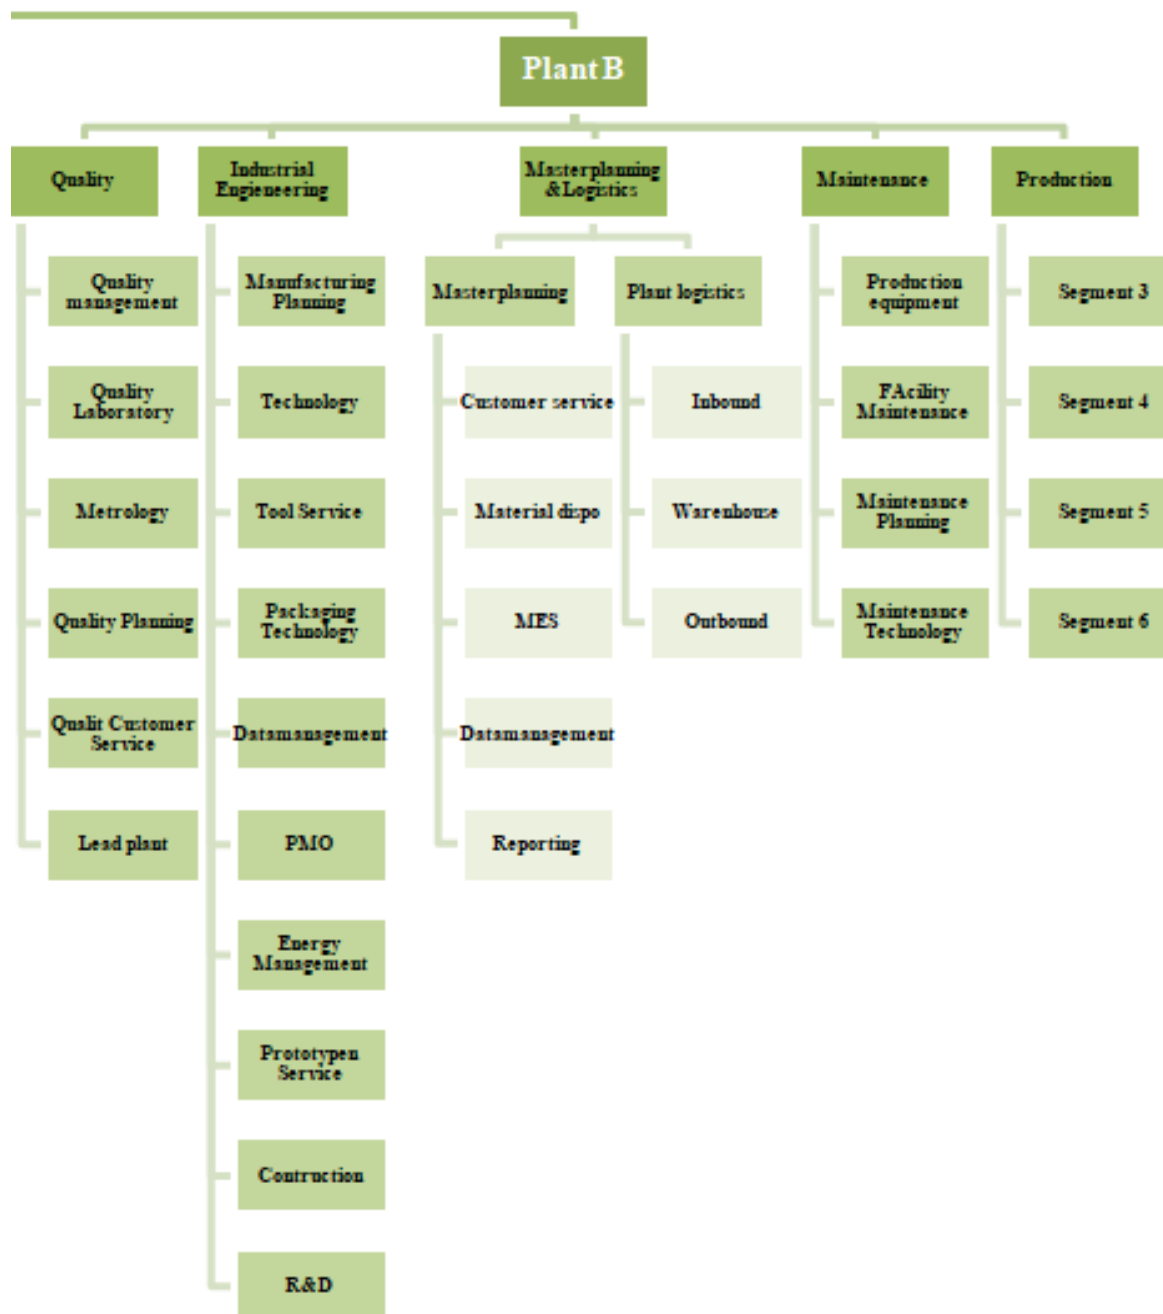 Plant B
Quality
Industrial
Engieneering
Masterplanning
&Logistics
Maintenance
Production
Quality
management
Quality
Laboratory
Metrology
Quality Planning
Qualit Customer
Service
Lead plant
Manufacturing
Planning
Technology
Tool Service
Packaging
Technology
Datamanagement
PMO
Energy
Management
Prototypen
Service
Contruction
R&D
Masterplanning
Customer service
Material dispo
MES
Datamanagement
Reporting
Plant logistics
Inbound
Warenhouse
Outbound
Production
equipment
FAcility
Maintenance
Maintenance
Planning
Maintenance
Technology
Segment 3
Segment 4
Segment 5
Segment 6